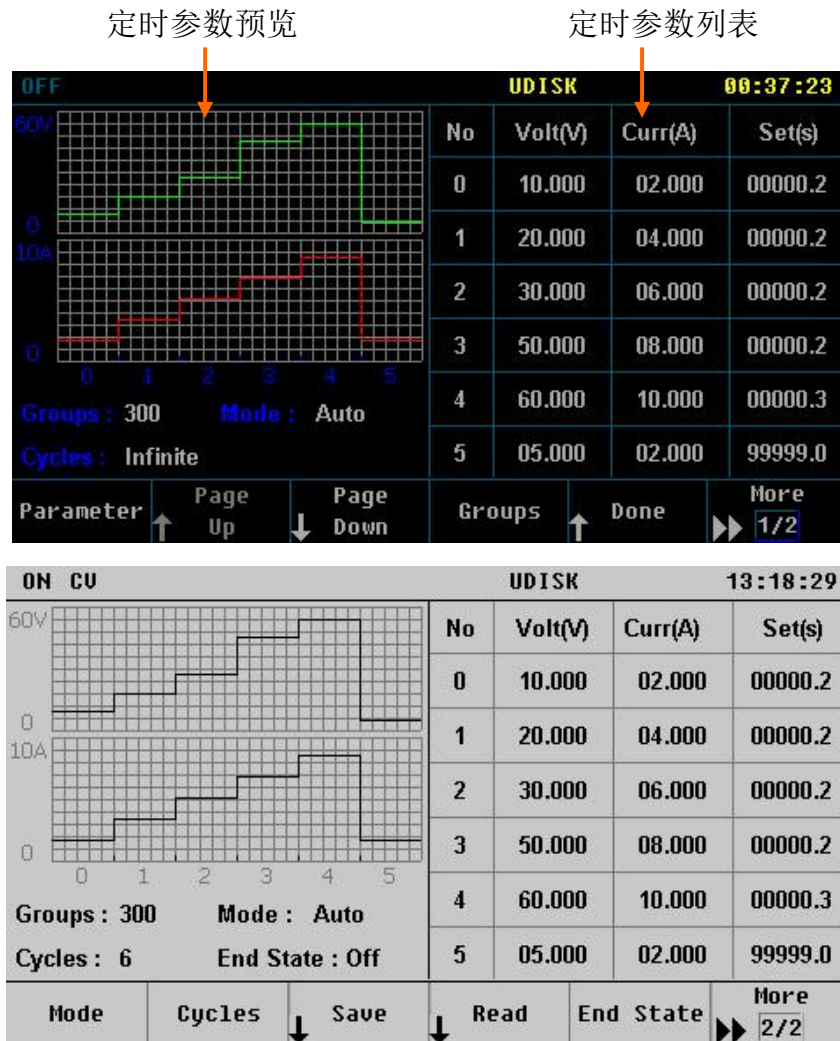 定时参数预览 定时参数列表
OFF UDISK 00:37:23
60V
0
10A
0
0 1 2 3 4 5
Groups : 300 Mode : Auto
Cycles : Infinite
No Volt(V) Curr(A) Set(s)
0 10.000 02.000 00000.2
1 20.000 04.000 00000.2
2 30.000 06.000 00000.2
3 50.000 08.000 00000.2
4 60.000 10.000 00000.3
5 05.000 02.000 99999.0
Parameter Page Up Page Down Groups Done More 1/2
ON CV UDISK 13:18:29
60V
0
10A
0
0 1 2 3 4 5
Groups : 300 Mode : Auto
Cycles : 6 End State : Off
No Volt(V) Curr(A) Set(s)
0 10.000 02.000 00000.2
1 20.000 04.000 00000.2
2 30.000 06.000 00000.2
3 50.000 08.000 00000.2
4 60.000 10.000 00000.3
5 05.000 02.000 99999.0
Mode Cycles Save Read End State More 2/2